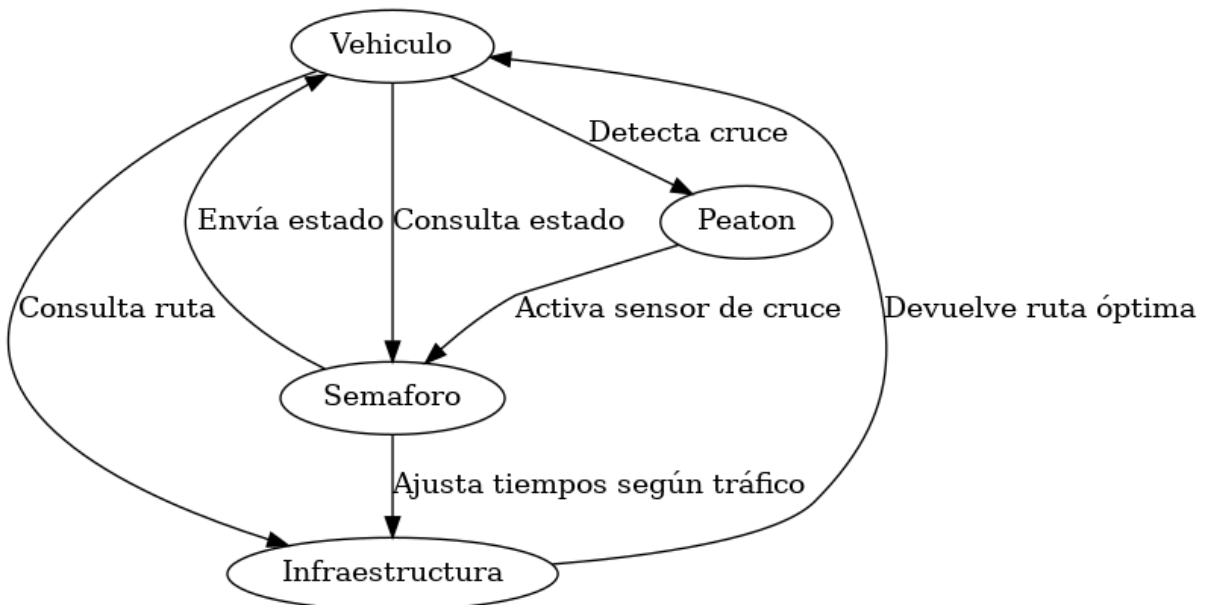 Vehiculo
Detecta cruce
Envía estado
Consulta estado
Peaton
Consulta ruta
Activa sensor de cruce
Devuelve ruta óptima
Semaforo
Ajusta tiempos según tráfico
Infraestructura